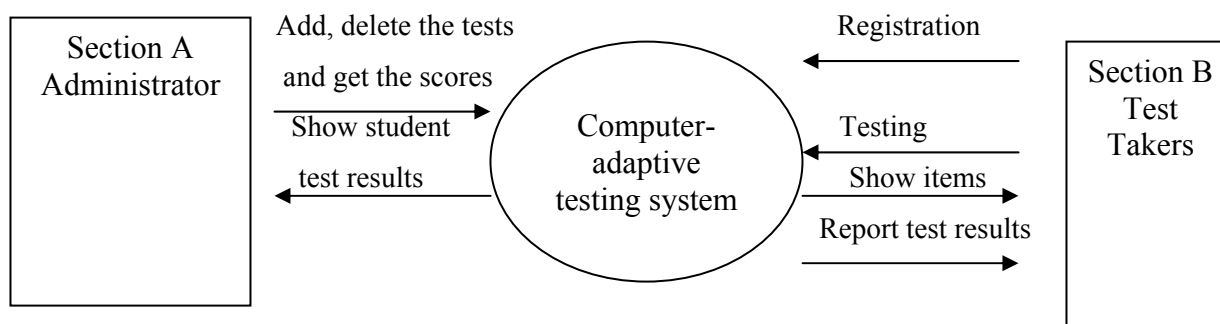 Section A
Administrator
Add, delete the tests
and get the scores
Show student
test results
Computer-
adaptive
testing system
Registration
Testing
Show items
Report test results
Section B
Test
Takers